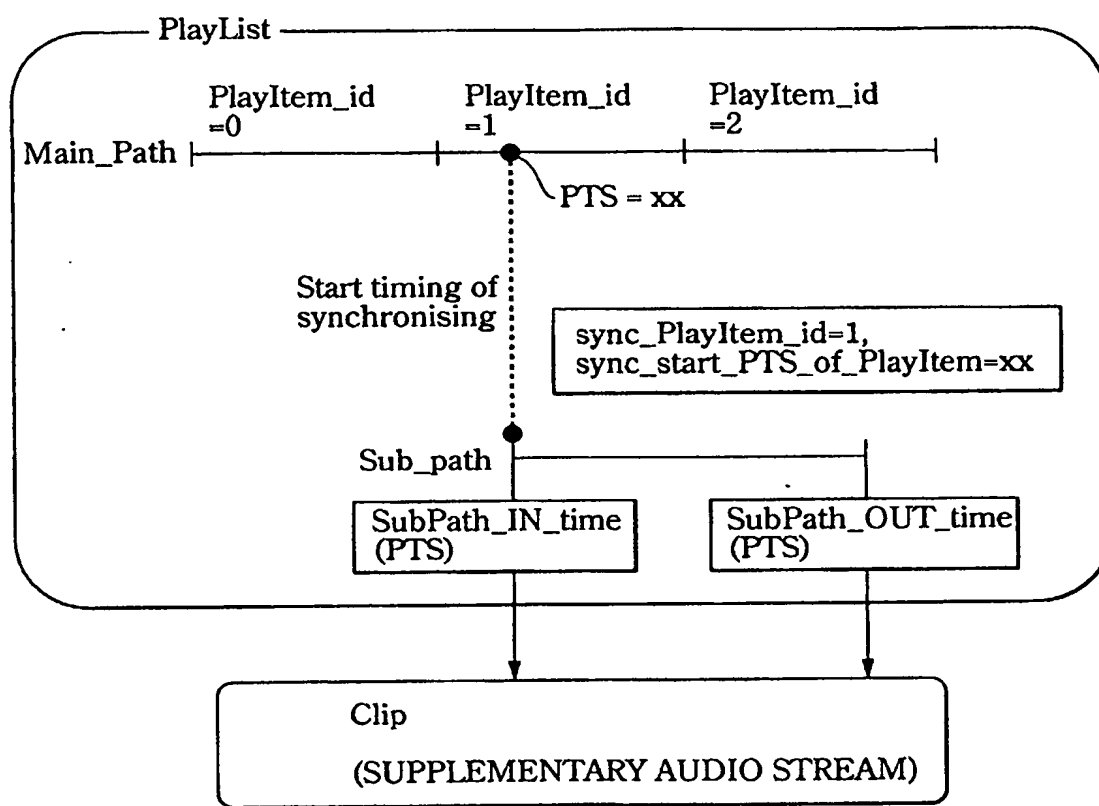 PlayList
PlayItem_id
=0
PlayItem_id
=1
PlayItem_id
=2
Main_Path
PTS = xx
Start timing of
synchronising
sync_PlayItem_id=1,
sync_start_PTS_of_PlayItem=xx
Sub_path
SubPath_IN_time
(PTS)
SubPath_OUT_time
(PTS)
Clip
(SUPPLEMENTARY AUDIO STREAM)